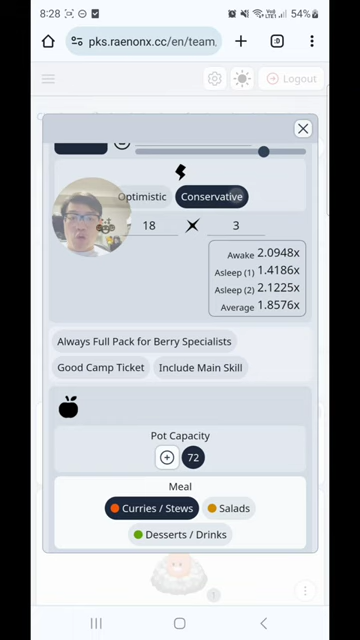 8:28
54%
pks.raenonx.cc/en/team
:0
Logout
Optimistic
Conservative
18
3
Awake 2.0948x
Asleep (1) 1.4186x
Asleep (2) 2.1225x
Average 1.8576x
Always Full Pack for Berry Specialists
Good Camp Ticket
Include Main Skill
Pot Capacity
72
Meal
Curries / Stews
Salads
Desserts / Drinks
1